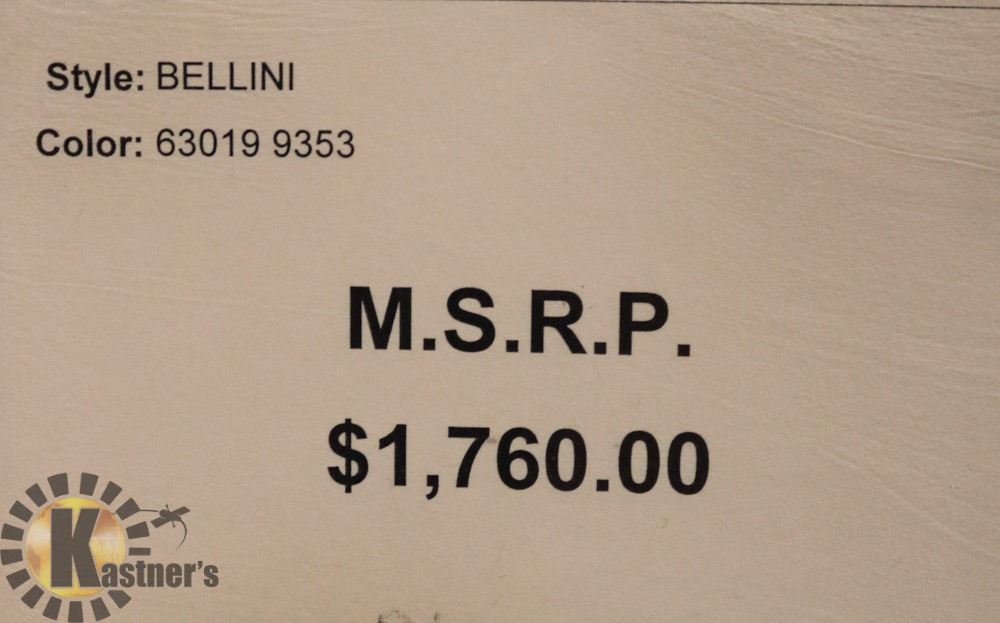 Style: BELLINI
Color: 63019 9353
M.S.R.P.
$1,760.00
Kastner's